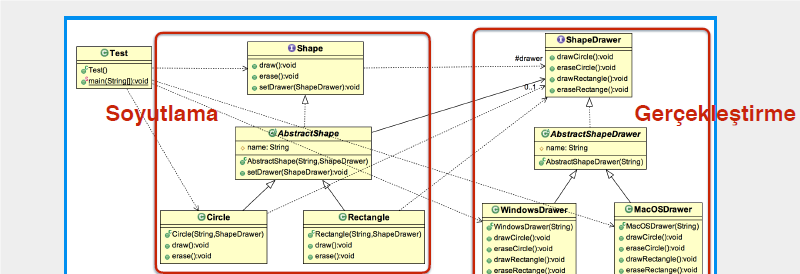 Test
Test()
main(String[]):void
Shape
draw():void
erase():void
setDrawer(ShapeDrawer):void
#drawer
0..1
ShapeDrawer
drawCircle():void
eraseCircle():void
drawRectangle():void
eraseRectangle():void
Soyutlama
Gerçekleştirme
AbstractShape
name: String
AbstractShape(String,ShapeDrawer)
setDrawer(ShapeDrawer):void
AbstractShapeDrawer
name: String
AbstractShapeDrawer(String)
Circle
Circle(String,ShapeDrawer)
draw():void
erase():void
Rectangle
Rectangle(String,ShapeDrawer)
draw():void
erase():void
WindowsDrawer
WindowsDrawer(String)
drawCircle():void
eraseCircle():void
drawRectangle():void
eraseRectangle():void
MacOSDrawer
MacOSDrawer(String)
drawCircle():void
eraseCircle():void
drawRectangle():void
eraseRectangle():void